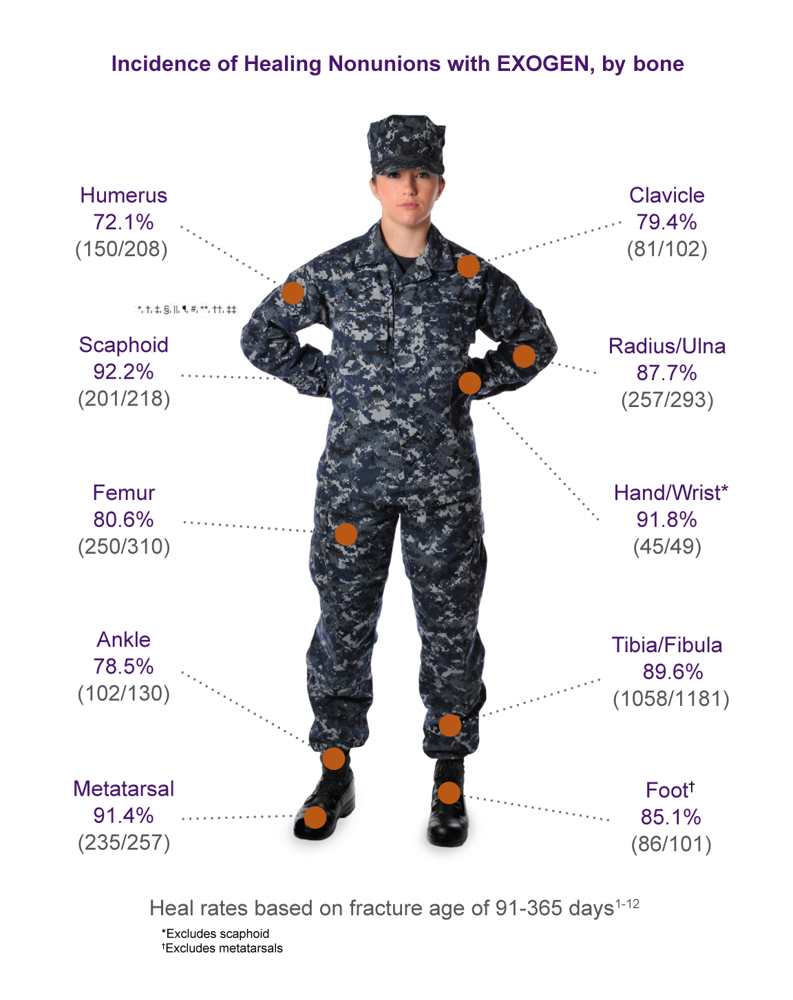 Incidence of Healing Nonunions with EXOGEN, by bone
Humerus
72.1%
(150/208)
*, †, ‡, §, ||, ¶, #, **, ††, ‡‡
Scaphoid
92.2%
(201/218)
Femur
80.6%
(250/310)
Ankle
78.5%
(102/130)
Metatarsal
91.4%
(235/257)
Clavicle
79.4%
(81/102)
Radius/Ulna
87.7%
(257/293)
Hand/Wrist*
91.8%
(45/49)
Tibia/Fibula
89.6%
(1058/1181)
Foot†
85.1%
(86/101)
Heal rates based on fracture age of 91-365 days1-12
*Excludes scaphoid
†Excludes metatarsals